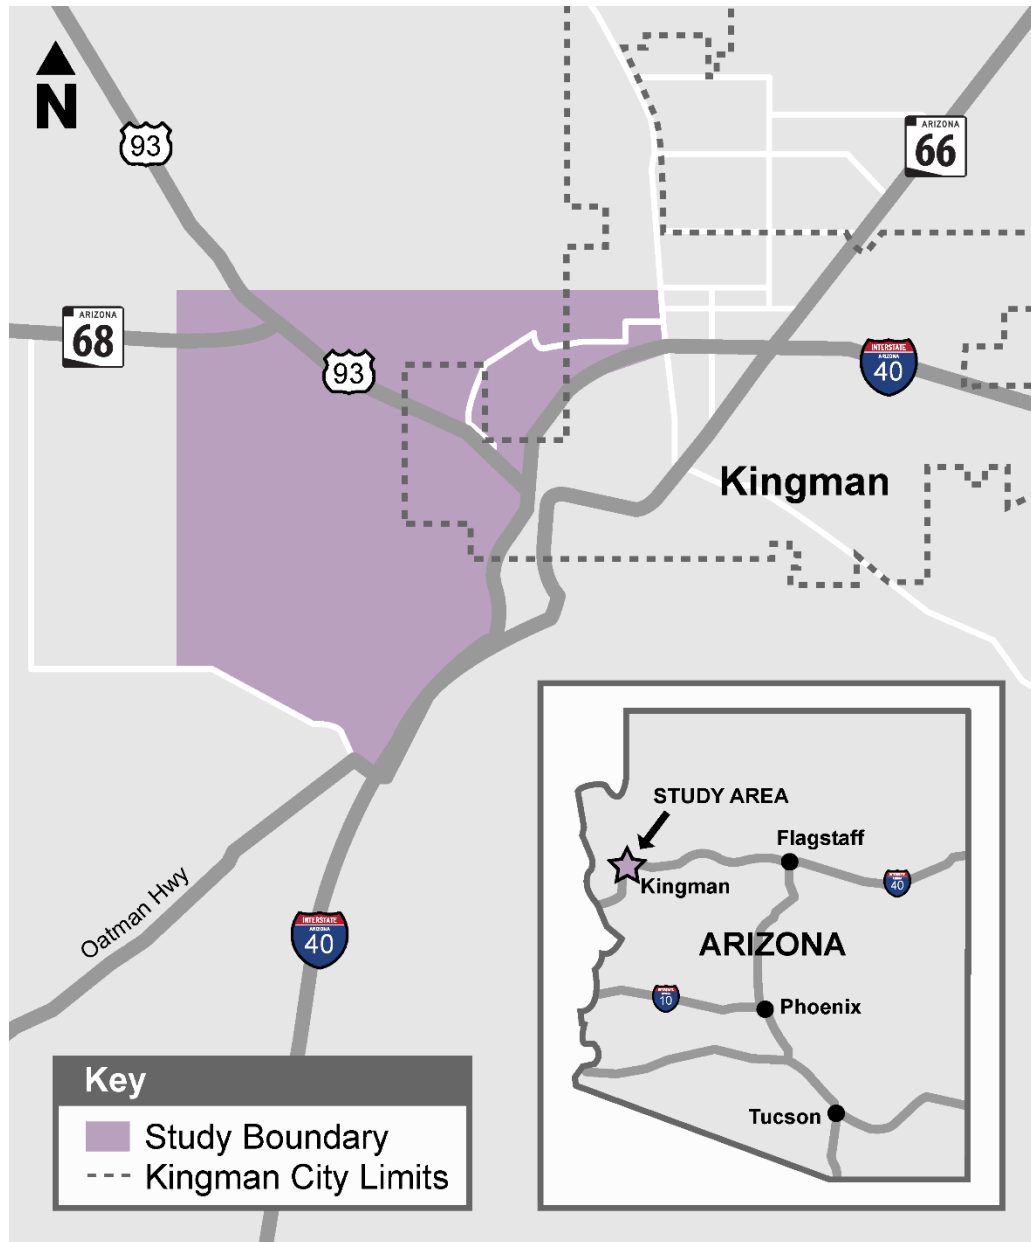 N
93
ARIZONA
66
ARIZONA
68
93
INTERSTATE
ARIZONA
40
Kingman
Oatman Hwy
INTERSTATE
ARIZONA
40
STUDY AREA
Flagstaff
Kingman
40
ARIZONA
10
Phoenix
Tucson
Key
Study Boundary
Kingman City Limits